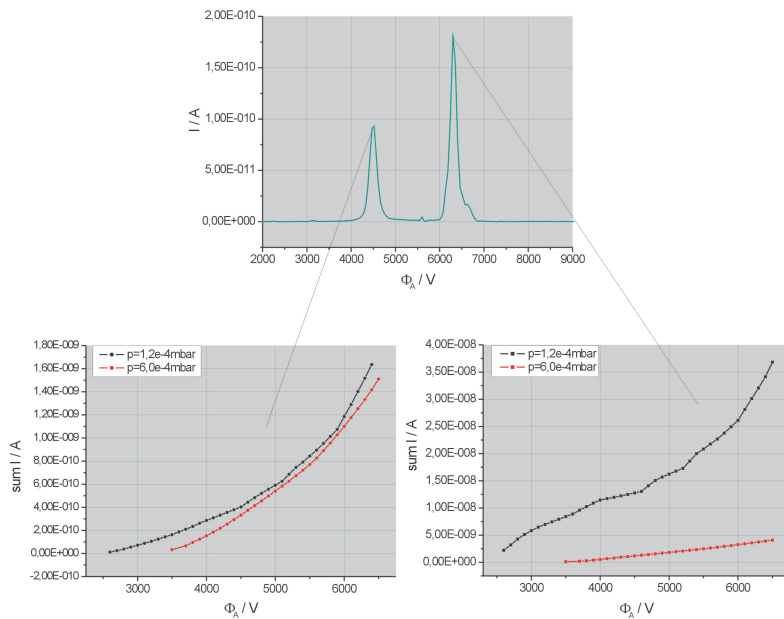 2,00E-010
1,50E-010
1,00E-010
5,00E-011
0,00E+000
I / A
2000 3000 4000 5000 6000 7000 8000 9000
Φ_A / V
1,80E-009
1,60E-009
1,40E-009
1,20E-009
1,00E-009
8,00E-010
6,00E-010
4,00E-010
2,00E-010
0,00E+000
-2,00E-010
sum I / A
p=1,2e-4mbar
p=6,0e-4mbar
3000 4000 5000 6000
Φ_A / V
4,00E-008
3,50E-008
3,00E-008
2,50E-008
2,00E-008
1,50E-008
1,00E-008
5,00E-009
0,00E+000
sum I / A
p=1,2e-4mbar
p=6,0e-4mbar
3000 4000 5000 6000
Φ_A / V